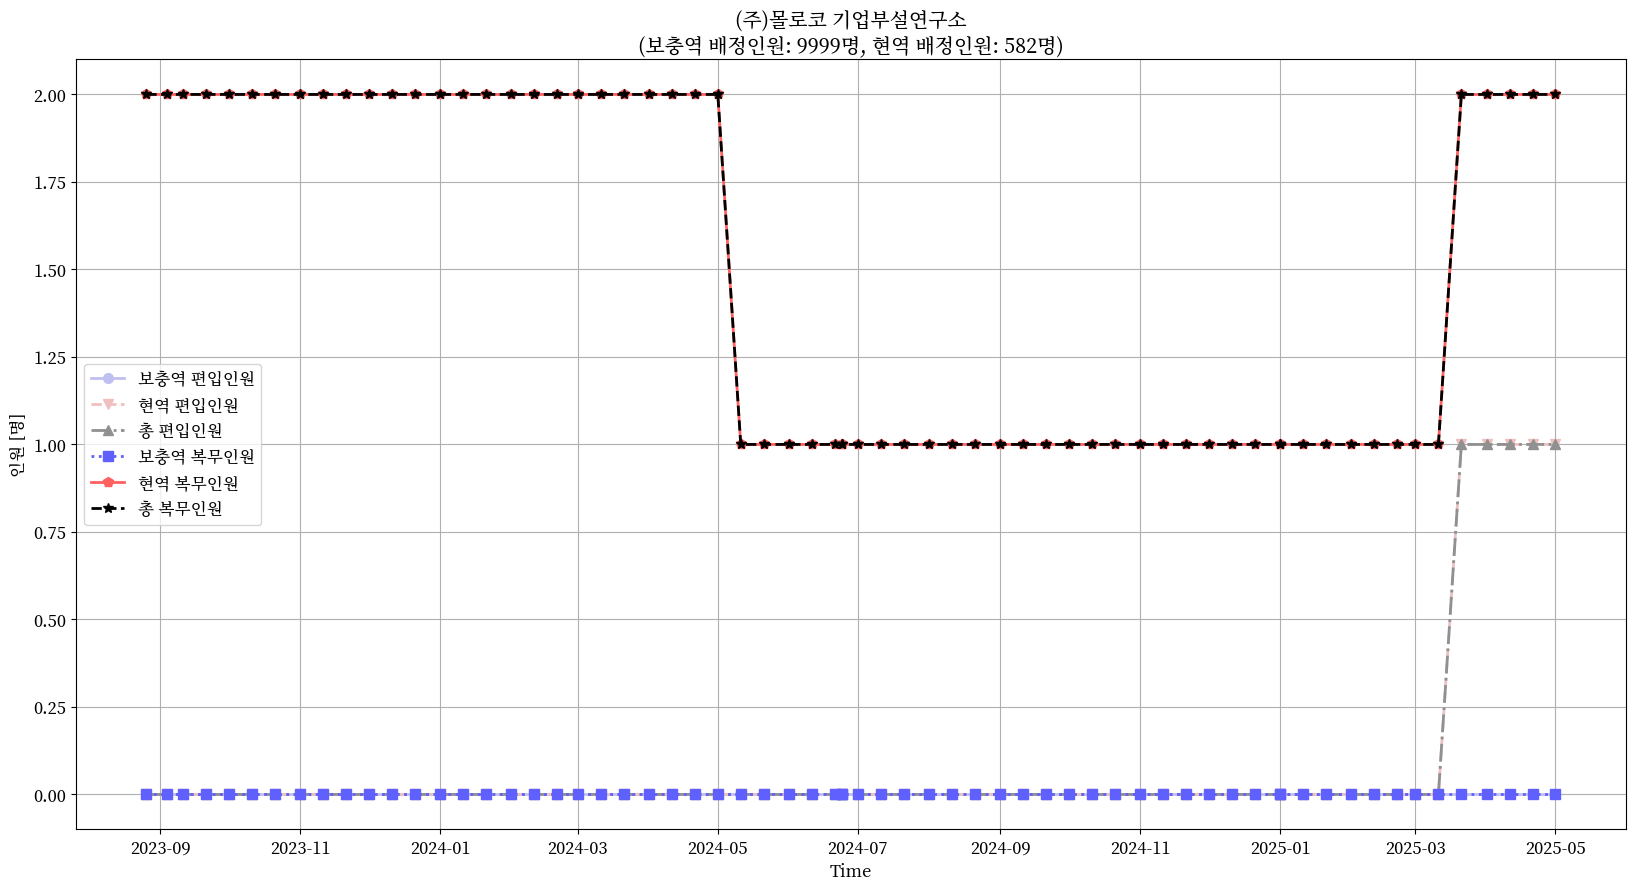 (주)몰로코 기업부설연구소
(보충역 배정인원: 9999명, 현역 배정인원: 582명)
2.00
1.75
1.50
1.25
1.00
0.75
0.50
0.25
0.00
인원 [명]
보충역 편입인원
현역 편입인원
총 편입인원
보충역 복무인원
현역 복무인원
총 복무인원
2023-09 2023-11 2024-01 2024-03 2024-05 2024-07 2024-09 2024-11 2025-01 2025-03 2025-05
Time